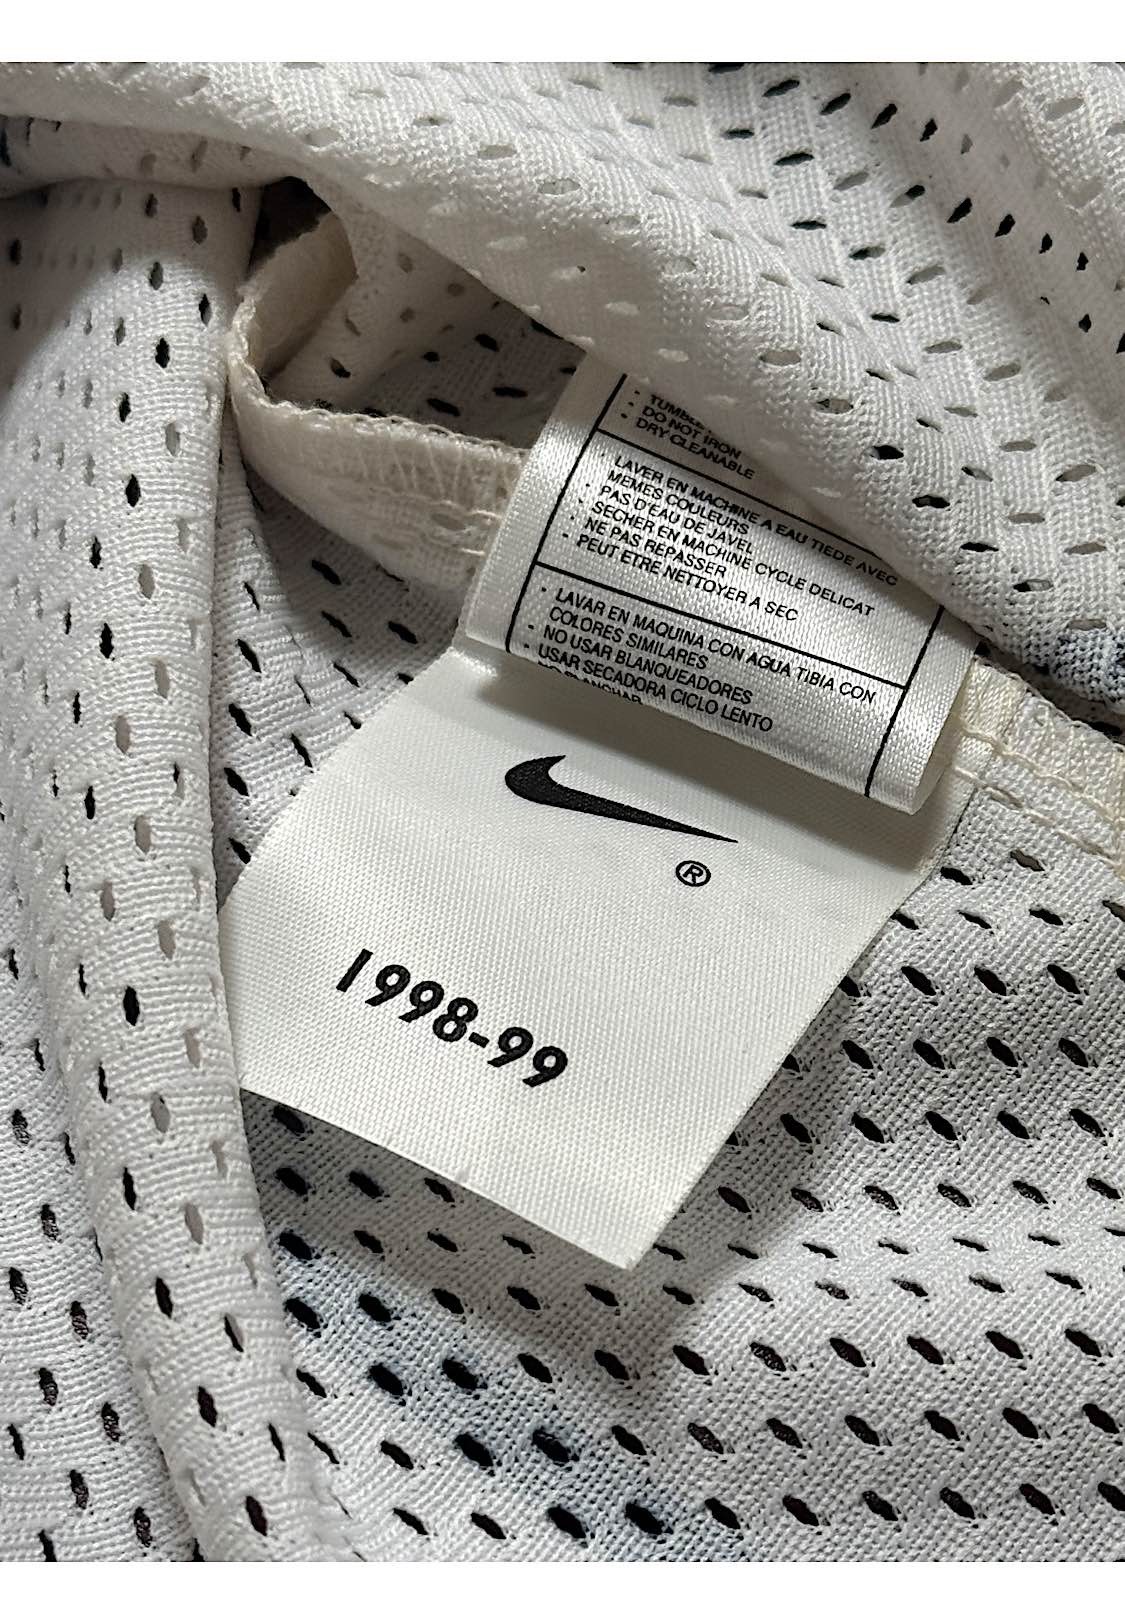 · TUMBLE
· DO NOT IRON
· DRY CLEANABLE
· LAVER EN MACHINE A EAU TIEDE AVEC
MEMES COULEURS
· PAS D'EAU DE JAVEL
· SECHER EN MACHINE CYCLE DELICAT
· NE PAS REPASSER
· PEUT ETRE NETTOYER A SEC
· LAVAR EN MAQUINA CON AGUA TIBIA CON
COLORES SIMILARES
· NO USAR BLANQUEADORES
· USAR SECADORA CICLO LENTO
®
1998-99